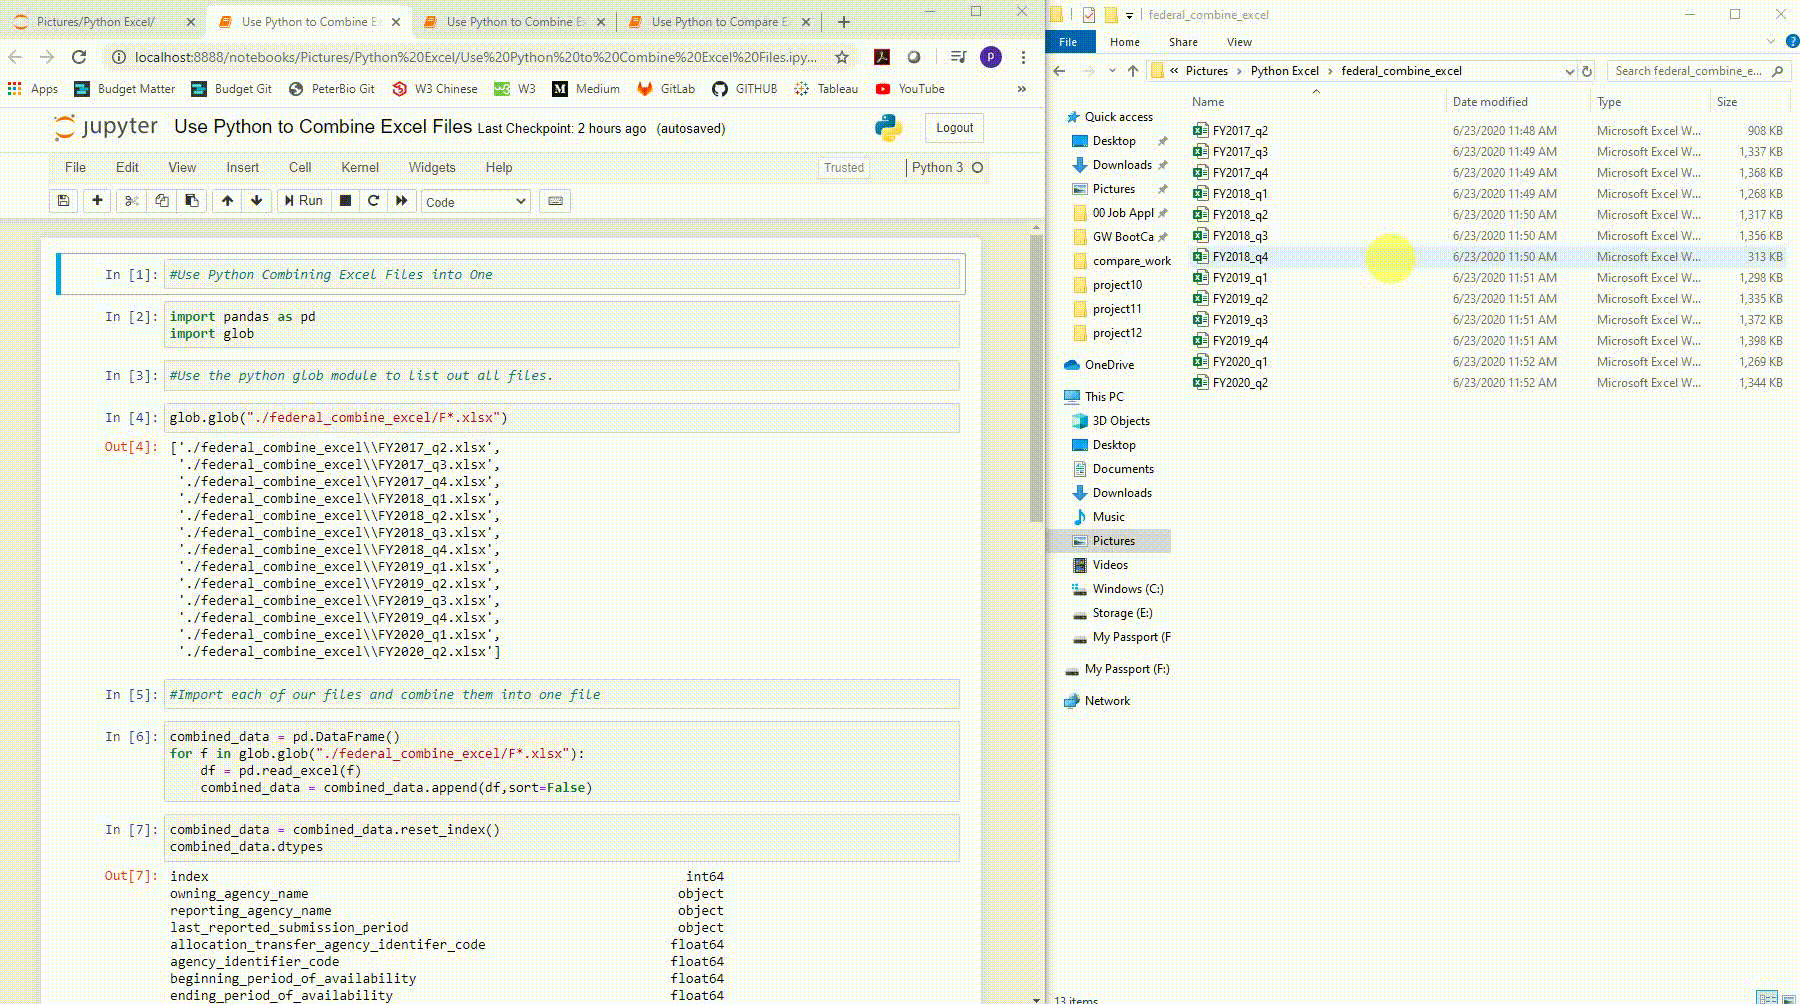 Pictures/Python Excel/
Use Python to Combine E
Use Python to Combine E
Use Python to Compare E
localhost:8888/notebooks/Pictures/Python%20Excel/Use%20Python%20to%20Combine%20Excel%20Files.ipy...
Apps
Budget Matter
Budget Git
PeterBio Git
W3 Chinese
W3
Medium
GitLab
GITHUB
Tableau
YouTube
»
jupyter
Use Python to Combine Excel Files Last Checkpoint: 2 hours ago (autosaved)
Logout
File
Edit
View
Insert
Cell
Kernel
Widgets
Help
Trusted
Python 3
Run
Code
In [1]: #Use Python Combining Excel Files into One
In [2]: import pandas as pd
import glob
In [3]: #Use the python glob module to list out all files.
In [4]: glob.glob("./federal_combine_excel/F*.xlsx")
Out[4]: ['./federal_combine_excel\\FY2017_q2.xlsx',
'./federal_combine_excel\\FY2017_q3.xlsx',
'./federal_combine_excel\\FY2017_q4.xlsx',
'./federal_combine_excel\\FY2018_q1.xlsx',
'./federal_combine_excel\\FY2018_q2.xlsx',
'./federal_combine_excel\\FY2018_q3.xlsx',
'./federal_combine_excel\\FY2018_q4.xlsx',
'./federal_combine_excel\\FY2019_q1.xlsx',
'./federal_combine_excel\\FY2019_q2.xlsx',
'./federal_combine_excel\\FY2019_q3.xlsx',
'./federal_combine_excel\\FY2019_q4.xlsx',
'./federal_combine_excel\\FY2020_q1.xlsx',
'./federal_combine_excel\\FY2020_q2.xlsx']
In [5]: #Import each of our files and combine them into one file
In [6]: combined_data = pd.DataFrame()
for f in glob.glob("./federal_combine_excel/F*.xlsx"):
df = pd.read_excel(f)
combined_data = combined_data.append(df,sort=False)
In [7]: combined_data = combined_data.reset_index()
combined_data.dtypes
Out[7]: index int64
owning_agency_name object
reporting_agency_name object
last_reported_submission_period object
allocation_transfer_agency_identifer_code float64
agency_identifier_code float64
beginning_period_of_availability float64
ending_period_of_availability float64
federal_combine_excel
File
Home
Share
View
« Pictures > Python Excel > federal_combine_excel
Search federal_combine_e...
Quick access
Desktop
Downloads
Pictures
00 Job Appl
GW BootCa
compare_work
project10
project11
project12
OneDrive
This PC
3D Objects
Desktop
Documents
Downloads
Music
Pictures
Videos
Windows (C:)
Storage (E:)
My Passport (F
My Passport (F:)
Network
Name Date modified Type Size
FY2017_q2 6/23/2020 11:48 AM Microsoft Excel W... 908 KB
FY2017_q3 6/23/2020 11:49 AM Microsoft Excel W... 1,337 KB
FY2017_q4 6/23/2020 11:49 AM Microsoft Excel W... 1,368 KB
FY2018_q1 6/23/2020 11:49 AM Microsoft Excel W... 1,268 KB
FY2018_q2 6/23/2020 11:50 AM Microsoft Excel W... 1,317 KB
FY2018_q3 6/23/2020 11:50 AM Microsoft Excel W... 1,356 KB
FY2018_q4 6/23/2020 11:50 AM Microsoft Excel W... 313 KB
FY2019_q1 6/23/2020 11:51 AM Microsoft Excel W... 1,298 KB
FY2019_q2 6/23/2020 11:51 AM Microsoft Excel W... 1,335 KB
FY2019_q3 6/23/2020 11:51 AM Microsoft Excel W... 1,372 KB
FY2019_q4 6/23/2020 11:51 AM Microsoft Excel W... 1,398 KB
FY2020_q1 6/23/2020 11:52 AM Microsoft Excel W... 1,269 KB
FY2020_q2 6/23/2020 11:52 AM Microsoft Excel W... 1,344 KB
13 items